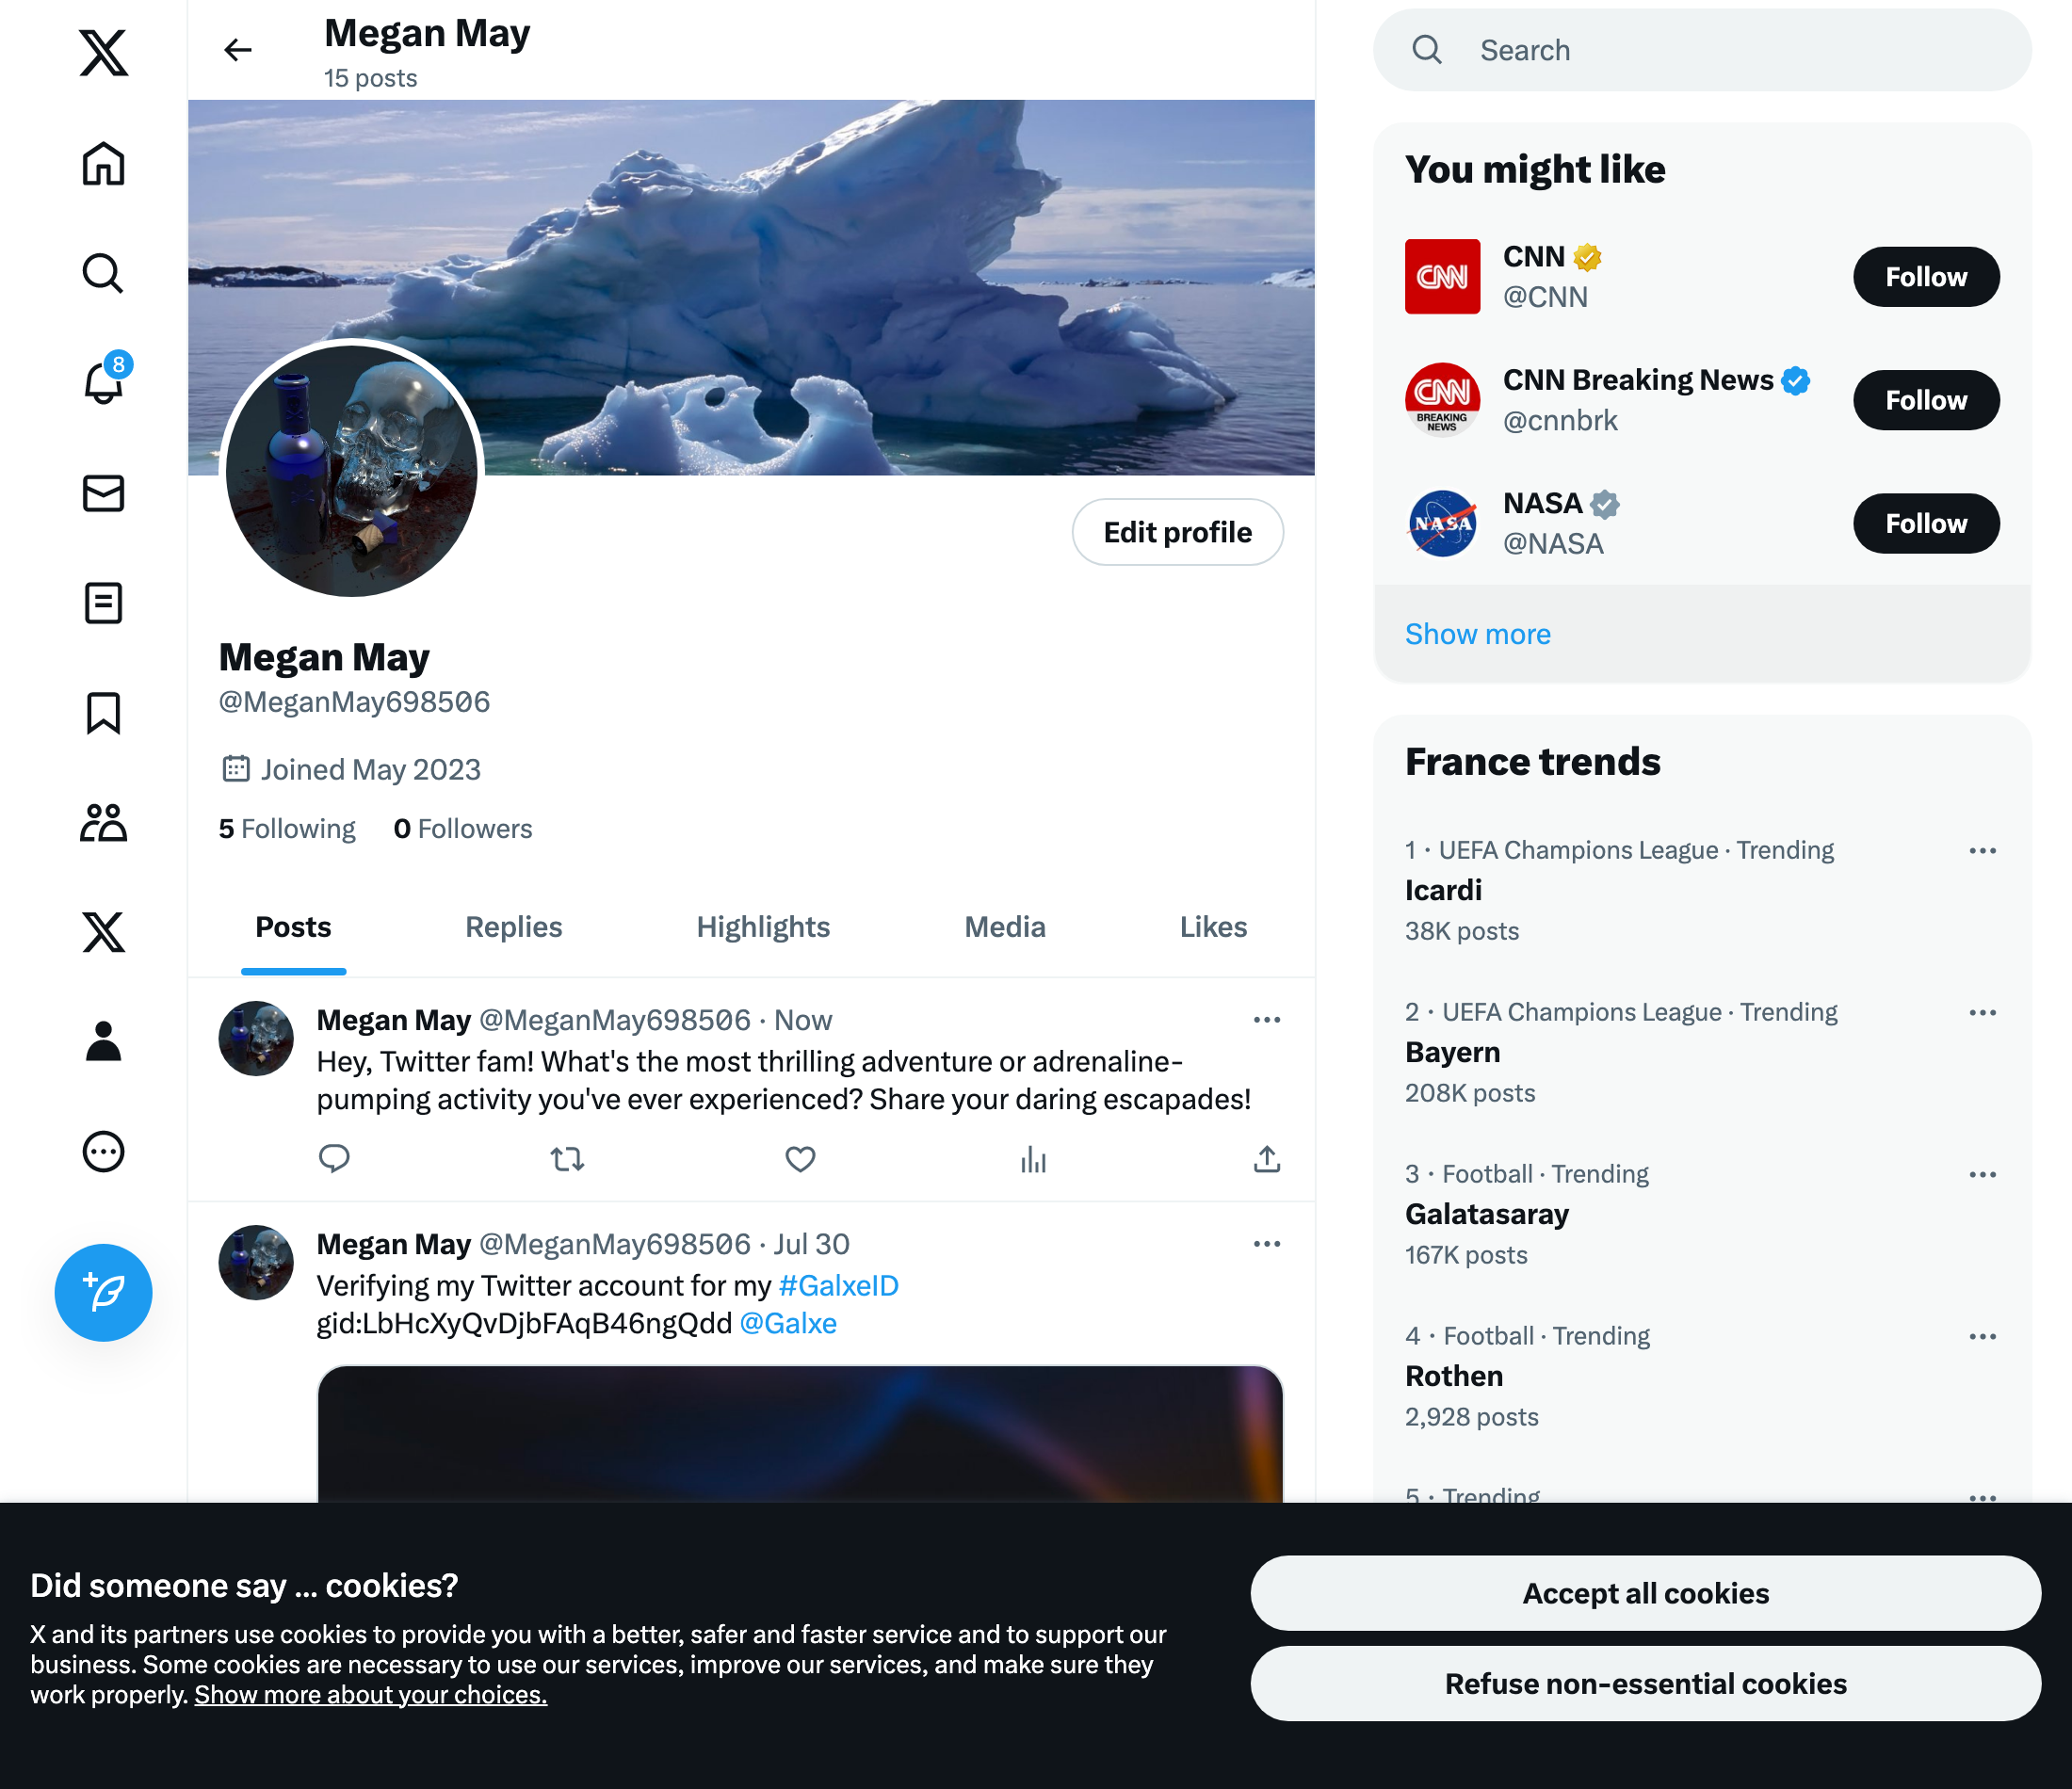 Megan May
15 posts
Search
8
Edit profile
Megan May
@MeganMay698506
Joined May 2023
5 Following 0 Followers
Posts Replies Highlights Media Likes
Megan May @MeganMay698506 · Now
Hey, Twitter fam! What's the most thrilling adventure or adrenaline-
pumping activity you've ever experienced? Share your daring escapades!
Megan May @MeganMay698506 · Jul 30
Verifying my Twitter account for my #GalxeID
gid:LbHcXyQvDjbFAqB46ngQdd @Galxe
You might like
CNN
CNN
@CNN
Follow
CNN
BREAKING
NEWS
CNN Breaking News
@cnnbrk
Follow
NASA
NASA
@NASA
Follow
Show more
France trends
1 · UEFA Champions League · Trending
Icardi
38K posts
2 · UEFA Champions League · Trending
Bayern
208K posts
3 · Football · Trending
Galatasaray
167K posts
4 · Football · Trending
Rothen
2,928 posts
5 · Trending
Did someone say … cookies?
X and its partners use cookies to provide you with a better, safer and faster service and to support our
business. Some cookies are necessary to use our services, improve our services, and make sure they
work properly. Show more about your choices.
Accept all cookies
Refuse non-essential cookies